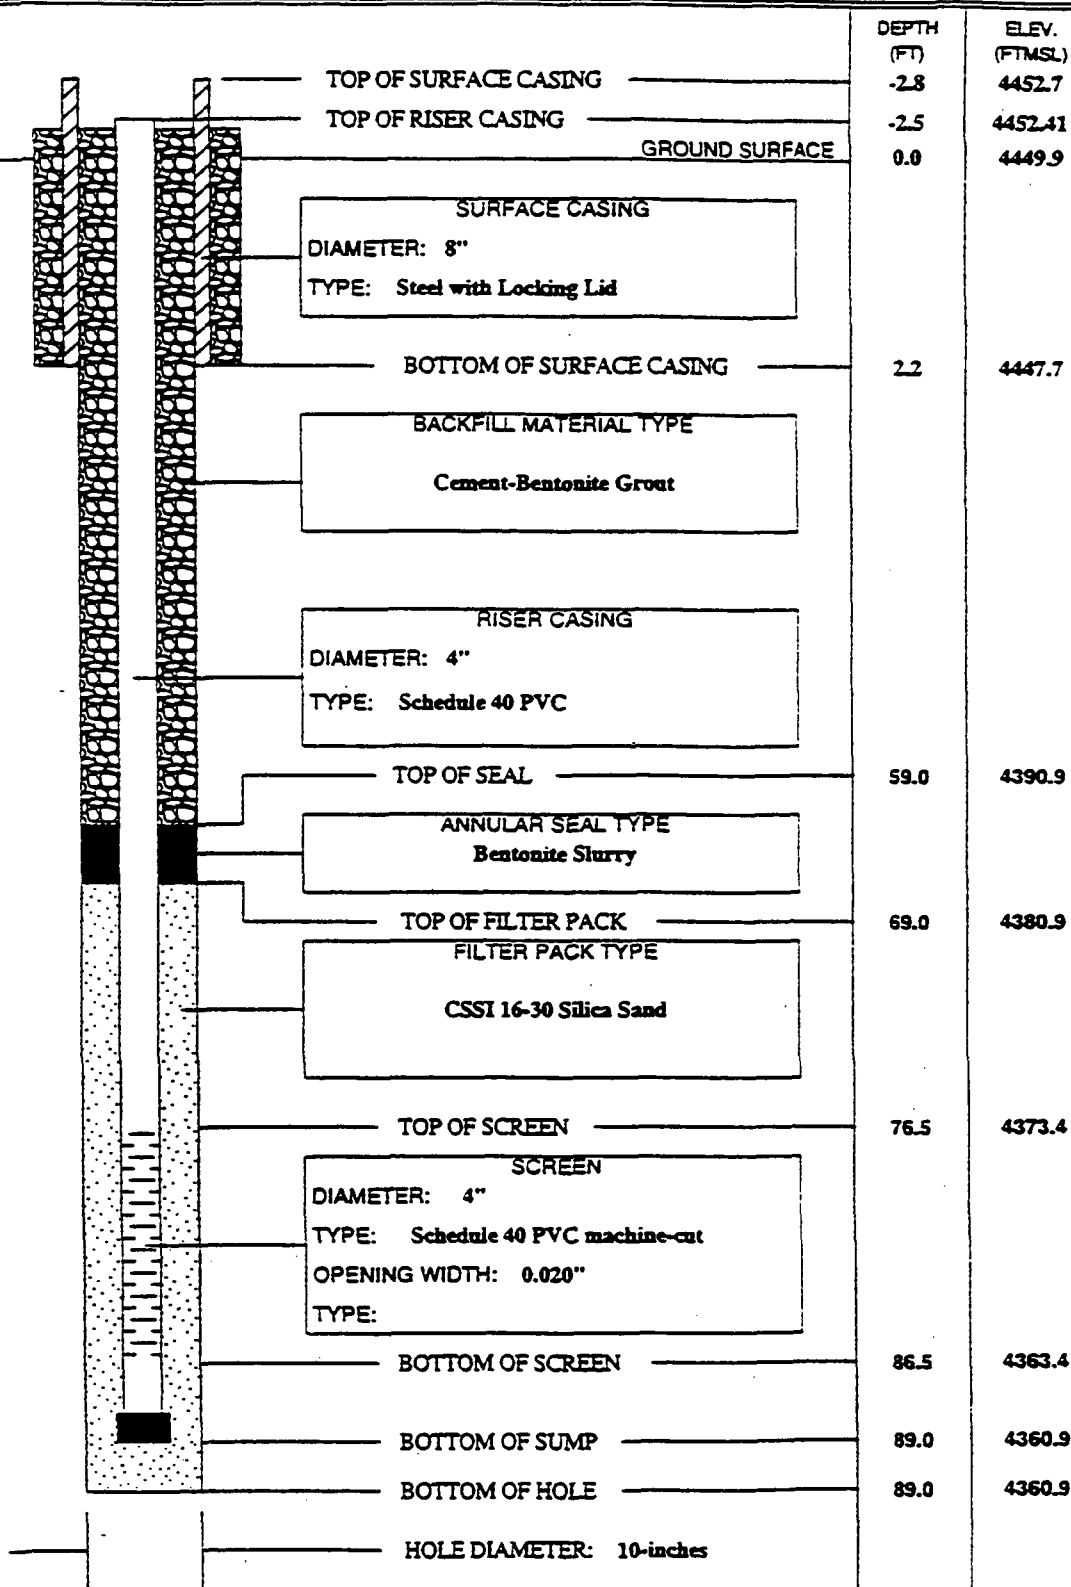 DEPTH ELEV.
(FT) (FTMSL)
TOP OF SURFACE CASING -2.8 4452.7
TOP OF RISER CASING -2.5 4452.41
GROUND SURFACE 0.0 4449.9
SURFACE CASING
DIAMETER: 8"
TYPE: Steel with Locking Lid
BOTTOM OF SURFACE CASING 2.2 4447.7
BACKFILL MATERIAL TYPE
Cement-Bentonite Grout
RISER CASING
DIAMETER: 4"
TYPE: Schedule 40 PVC
TOP OF SEAL 59.0 4390.9
ANNULAR SEAL TYPE
Bentonite Slurry
TOP OF FILTER PACK 69.0 4380.9
FILTER PACK TYPE
CSSI 16-30 Silica Sand
TOP OF SCREEN 76.5 4373.4
SCREEN
DIAMETER: 4"
TYPE: Schedule 40 PVC machine-cut
OPENING WIDTH: 0.020"
TYPE:
BOTTOM OF SCREEN 86.5 4363.4
BOTTOM OF SUMP 89.0 4360.9
BOTTOM OF HOLE 89.0 4360.9
HOLE DIAMETER: 10-inches